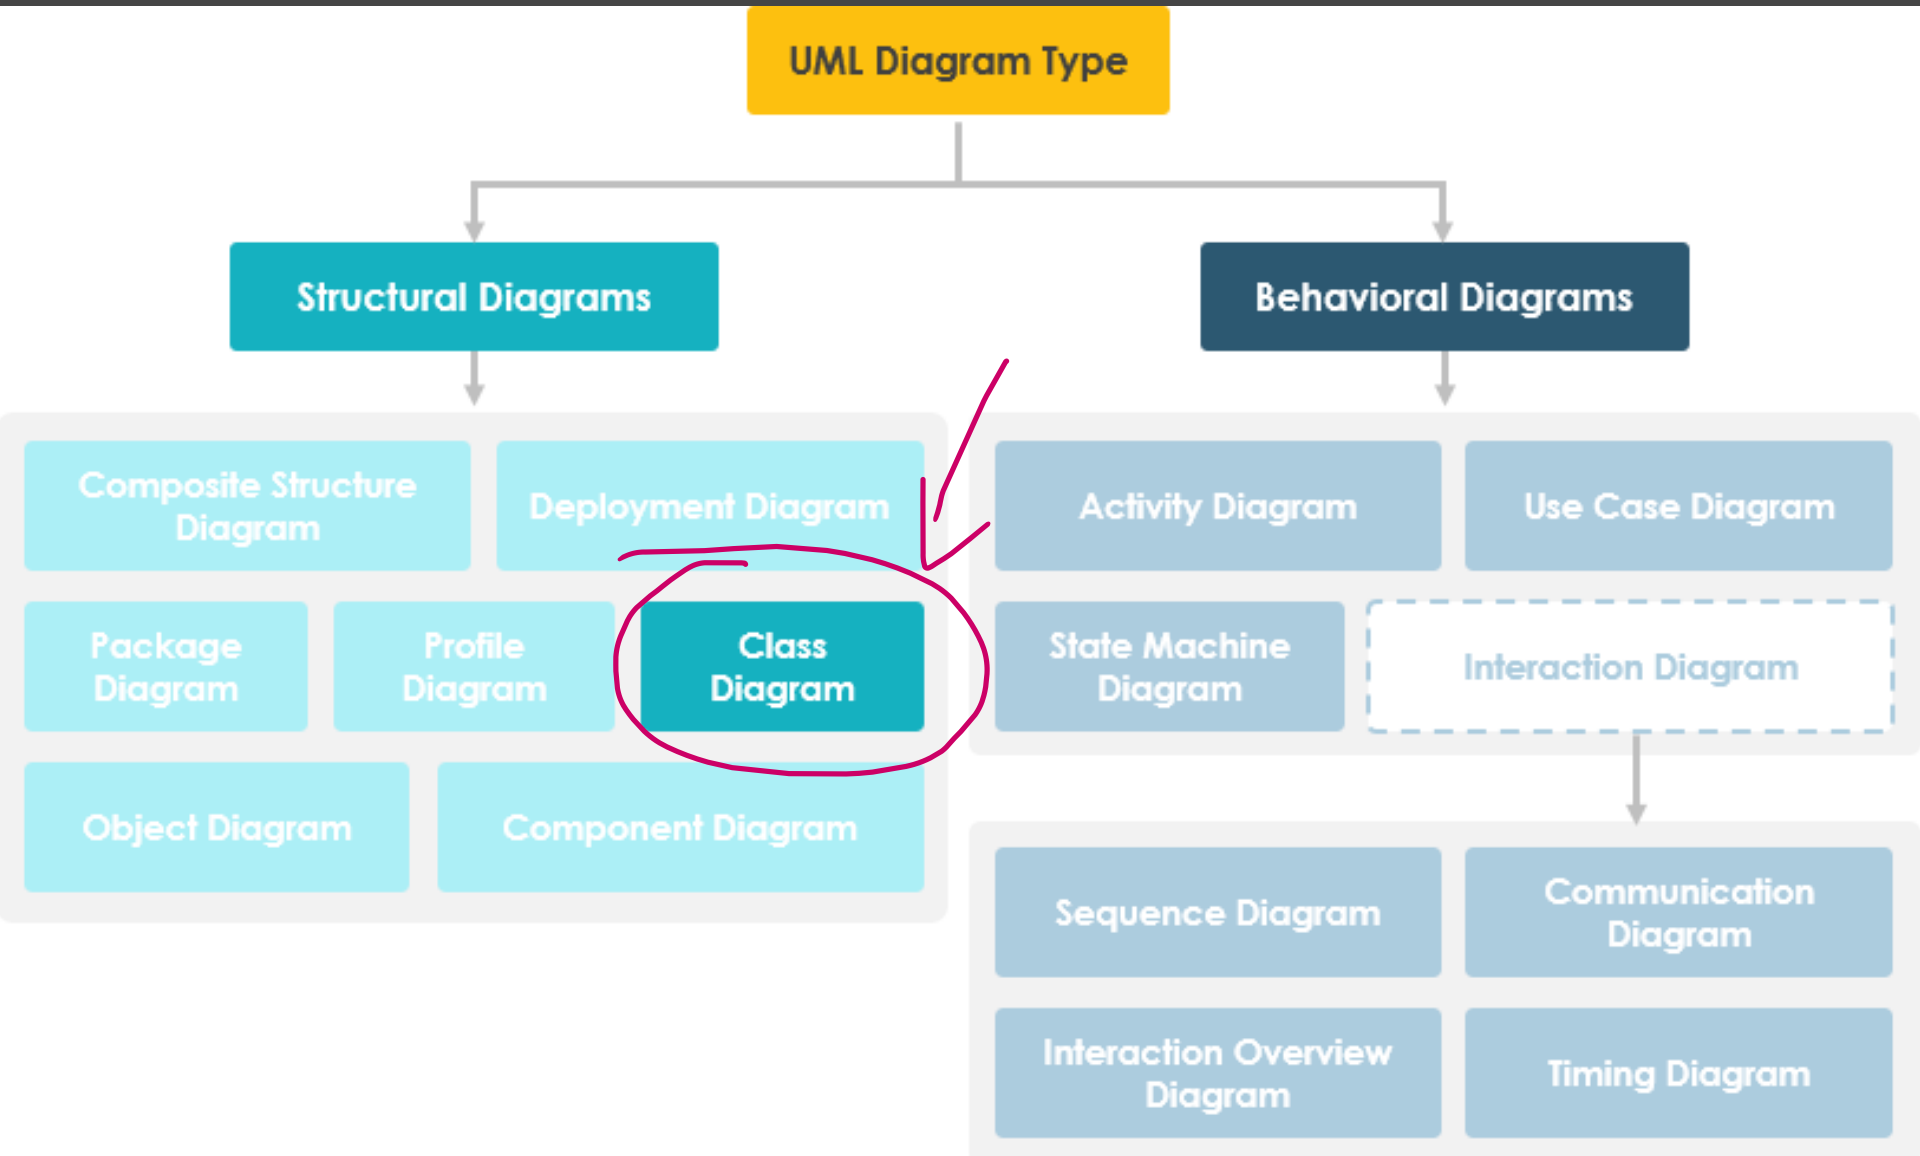 UML Diagram Type
Structural Diagrams
Behavioral Diagrams
Composite Structure
Diagram
Deployment Diagram
Package
Diagram
Profile
Diagram
Class
Diagram
Object Diagram
Component Diagram
Activity Diagram
Use Case Diagram
State Machine
Diagram
Interaction Diagram
Sequence Diagram
Communication
Diagram
Interaction Overview
Diagram
Timing Diagram